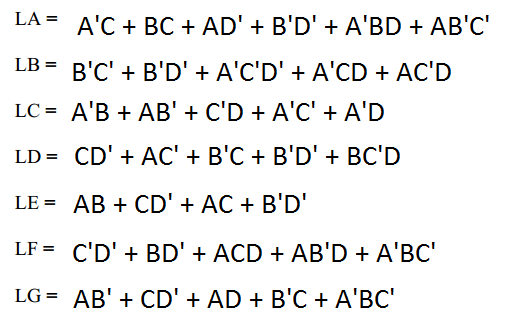 LA = A'C + BC + AD' + B'D' + A'BD + AB'C'
LB = B'C' + B'D' + A'C'D' + A'CD + AC'D
LC = A'B + AB' + C'D + A'C' + A'D
LD = CD' + AC' + B'C + B'D' + BC'D
LE = AB + CD' + AC + B'D'
LF = C'D' + BD' + ACD + AB'D + A'BC'
LG = AB' + CD' + AD + B'C + A'BC'